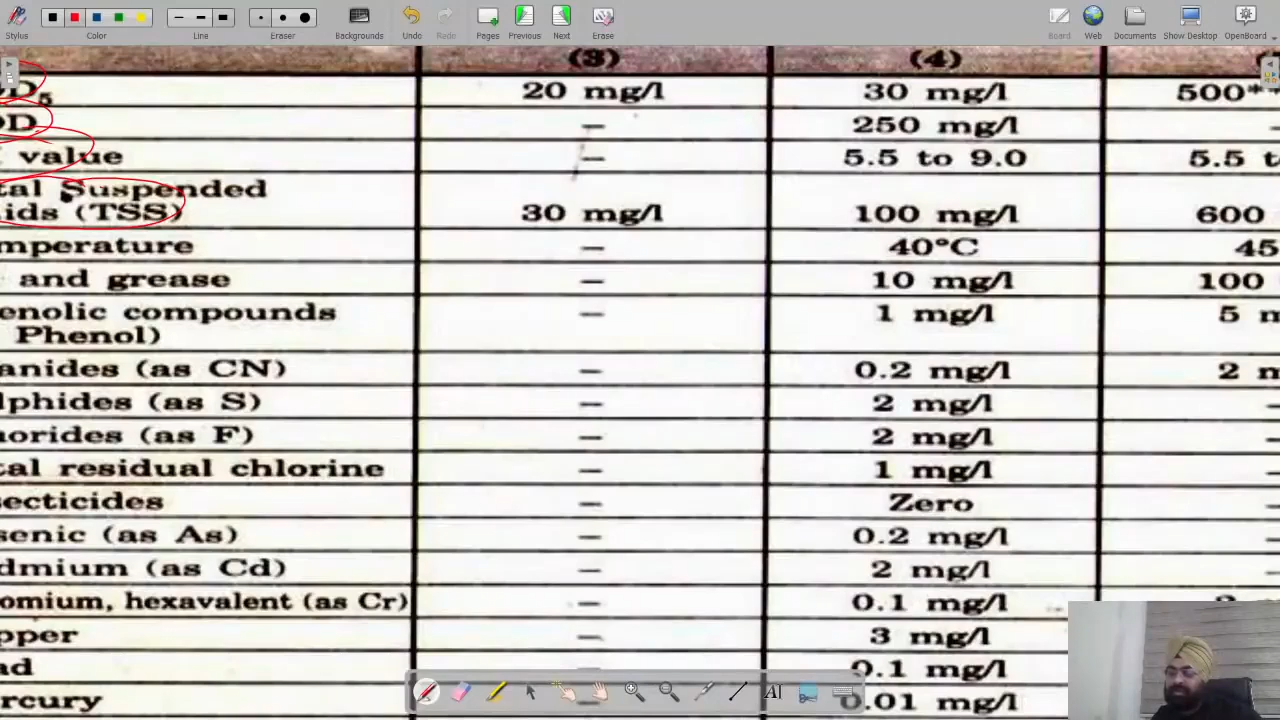 Stylus Color Line Eraser Backgrounds Undo Redo Pages Previous Next Erase Board Web Documents Show Desktop OpenBoard
(3) (4)
20 mg/l 30 mg/l 500**
D – 250 mg/l –
value – 5.5 to 9.0 5.5 t
tal Suspended
ids (TSS) 30 mg/l 100 mg/l 600
mperature – 40°C 45
and grease – 10 mg/l 100
enolic compounds – 1 mg/l 5 m
Phenol)
anides (as CN) – 0.2 mg/l 2 m
lphides (as S) – 2 mg/l –
orides (as F) – 2 mg/l –
tal residual chlorine – 1 mg/l –
secticides – Zero –
senic (as As) – 0.2 mg/l –
dmium (as Cd) – 2 mg/l –
omium, hexavalent (as Cr) – 0.1 mg/l
pper – 3 mg/l
ad – 0.1 mg/l
rcury – 0.01 mg/l